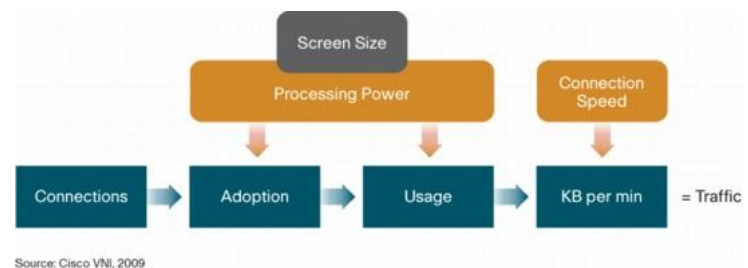 Screen Size
Processing Power
Connection
Speed
Connections
Adoption
Usage
KB per min
= Traffic
Source: Cisco VNI, 2009